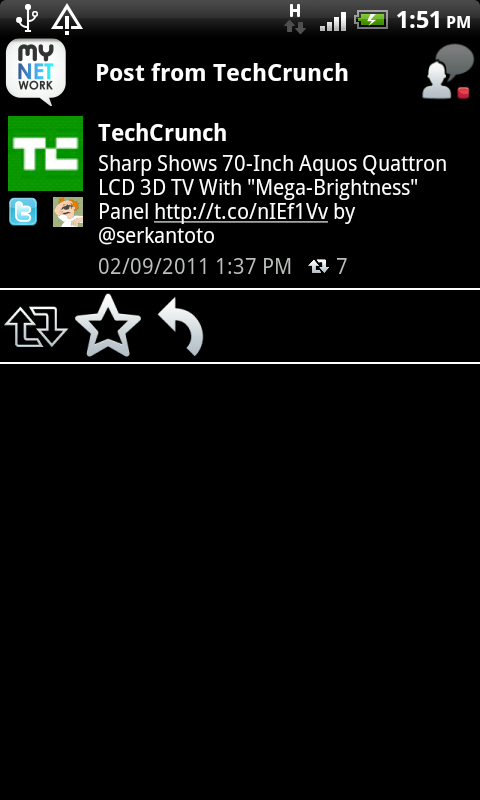 H
1:51 PM
MY
NET
WORK
Post from TechCrunch
TC
TechCrunch
Sharp Shows 70-Inch Aquos Quattron
LCD 3D TV With "Mega-Brightness"
Panel http://t.co/nIEf1Vv by
@serkantoto
02/09/2011 1:37 PM 7